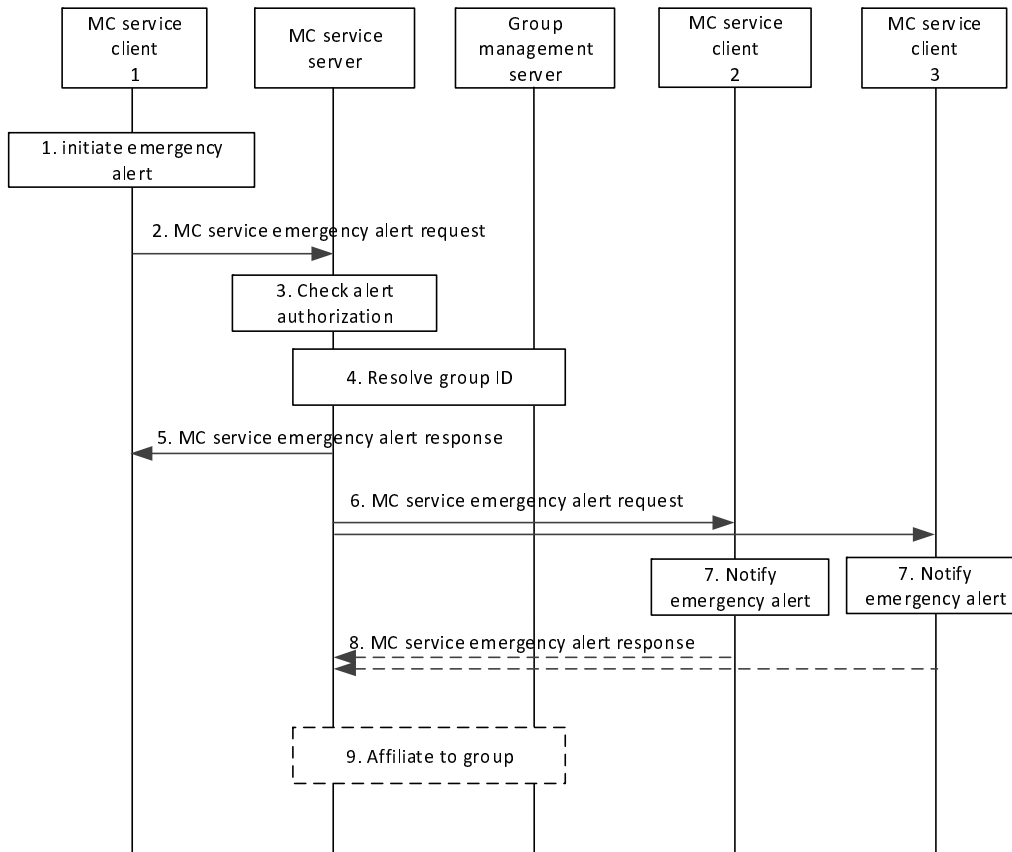 MC service
client
1
MC service
server
Group
management
server
MC service
client
2
MC service
client
3
1. initiate emergency
alert
2. MC service emergency alert request
3. Check alert
authorization
4. Resolve group ID
5. MC service emergency alert response
6. MC service emergency alert request
7. Notify
emergency alert
7. Notify
emergency alert
8. MC service emergency alert response
9. Affiliate to group